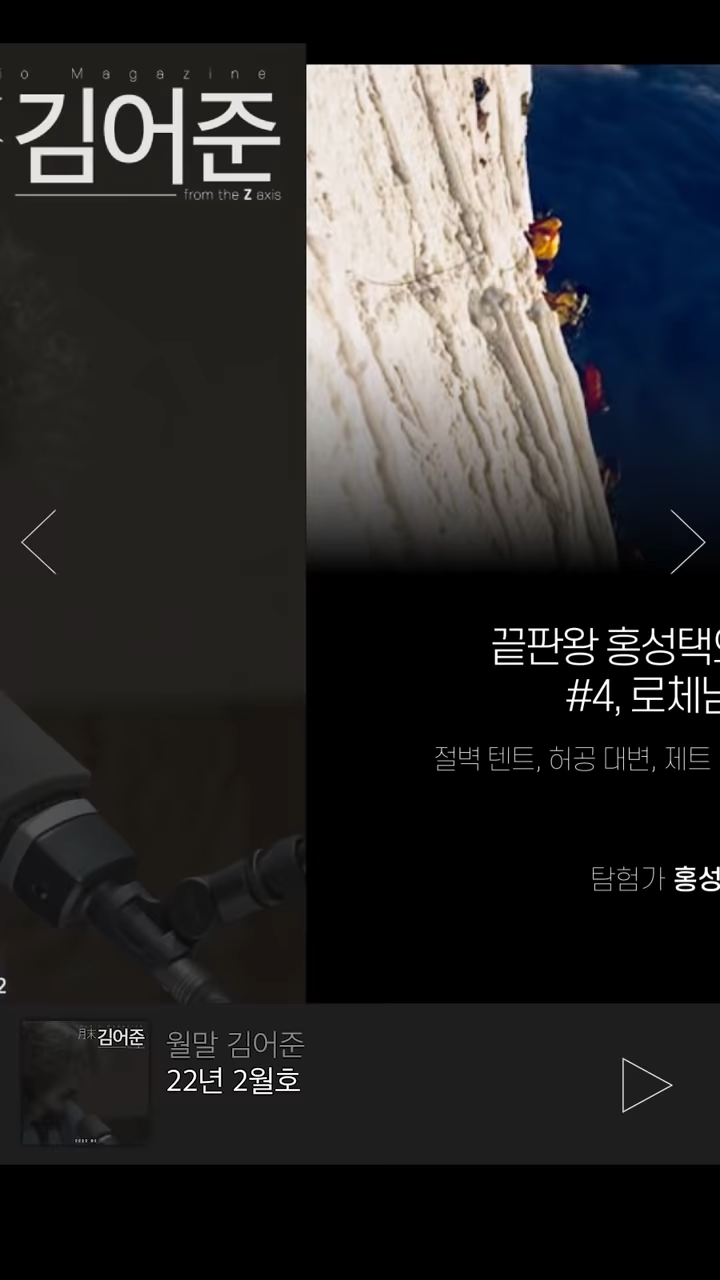 io Magazine
김어준
from the Z axis
끝판왕 홍성택
#4, 로체
절벽 텐트, 허공 대변, 제트
탐험가 홍성
2
月末 김어준
월말 김어준
22년 2월호